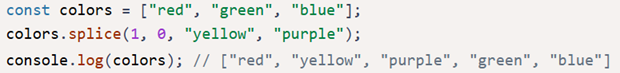 const colors = ["red", "green", "blue"];
colors.splice(1, 0, "yellow", "purple");
console.log(colors); // ["red", "yellow", "purple", "green", "blue"]